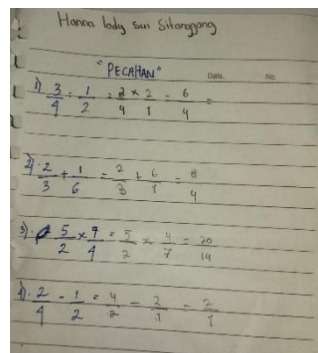 Hanna lady sari Sitanggang
"PECAHAN"
Date. No.
1) 3/4 : 1/2 = 3/4 × 2/1 = 6/4 =
2). 2/3 + 1/6 = 2/3 + 6/1 = 8/4
3). 5/2 × 7/4 = 5/2 × 4/7 = 20/14
4). 2/4 - 1/2 = 4/2 - 2/1 = 2/1